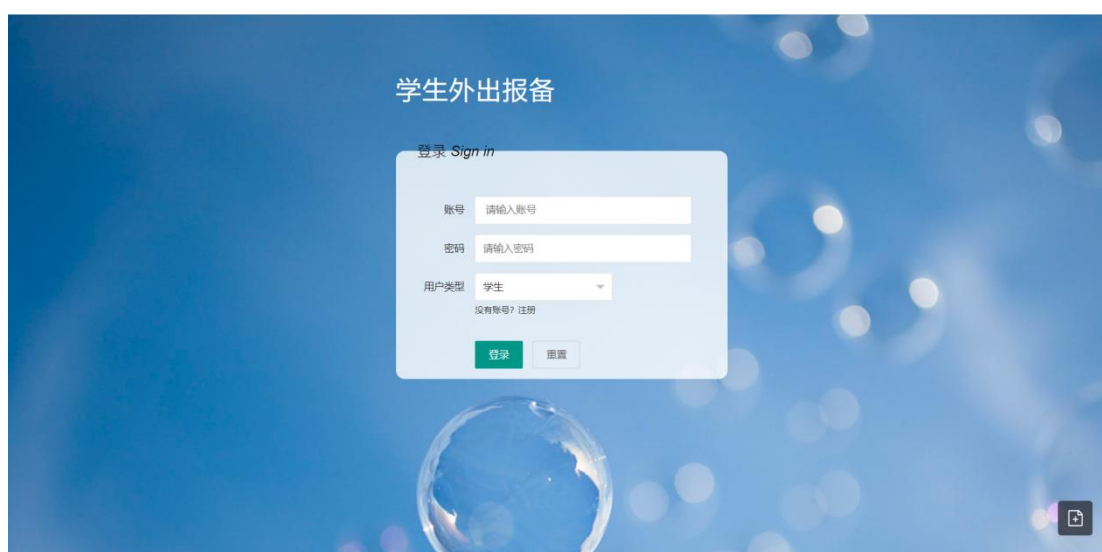 学生外出报备
登录 Sign in
账号 请输入账号
密码 请输入密码
用户类型 学生
没有账号? 注册
登录 重置